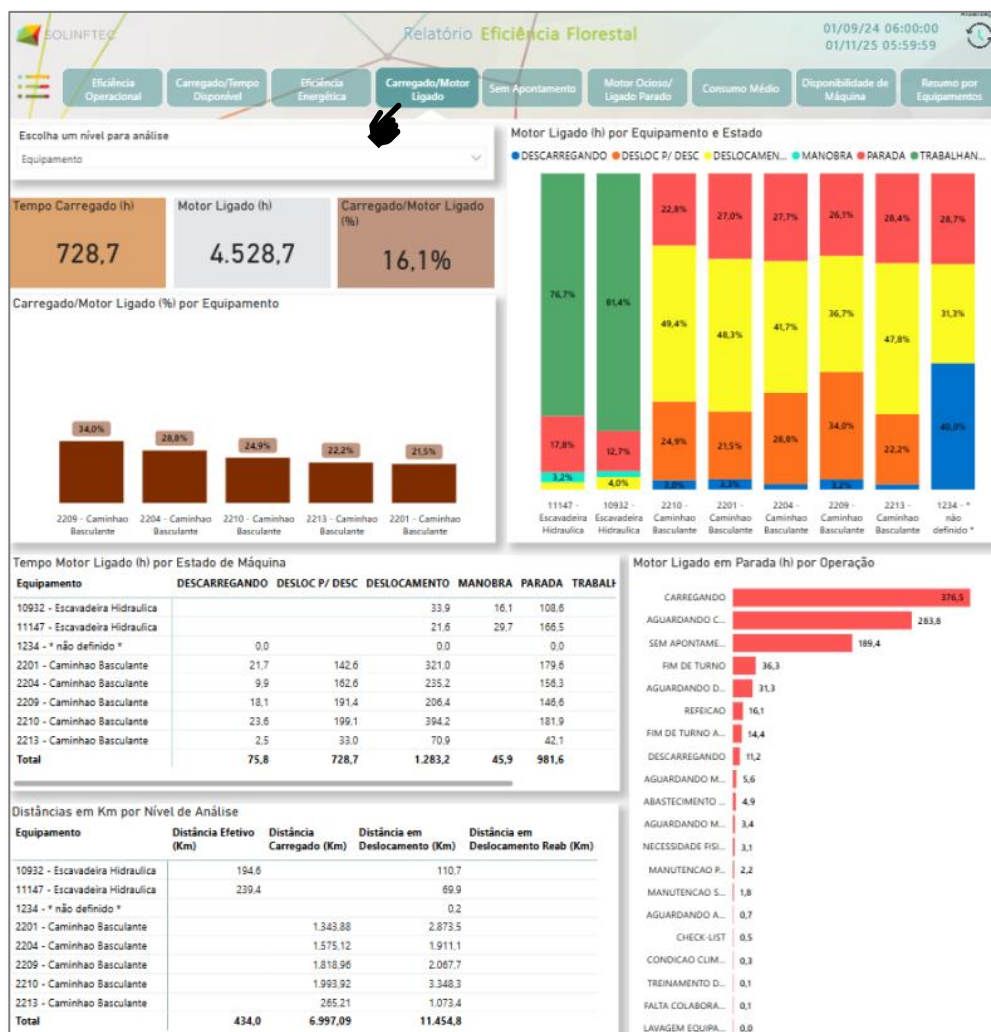 SOLINFTEC
Relatório Eficiência Florestal
01/09/24 06:00:00
01/11/25 05:59:59
Eficiência
Operacional
Carregado/Tempo
Disponível
Eficiência
Energética
Carregado/Motor
Ligado
Sem Apontamento
Motor Ocioso/
Ligado Parado
Consumo Médio
Disponibilidade de
Máquina
Resumo por
Equipamentos
Escolha um nível para análise
Equipamento
Tempo Carregado (h)
728,7
Motor Ligado (h)
4.528,7
Carregado/Motor Ligado
(%)
16,1%
Carregado/Motor Ligado (%) por Equipamento
34,0%
28,8%
24,9%
22,2%
21,5%
2209 - Caminhao
Basculante
2204 - Caminhao
Basculante
2210 - Caminhao
Basculante
2213 - Caminhao
Basculante
2201 - Caminhao
Basculante
Motor Ligado (h) por Equipamento e Estado
DESCARREGANDO DESLOC P/ DESC DESLOCAMEN... MANOBRA PARADA TRABALHAN...
76,7%
17,8%
3,2%
81,4%
12,7%
4,0%
22,8%
49,4%
24,9%
3,0%
27,0%
48,3%
21,5%
3,3%
27,7%
41,7%
28,8%
26,1%
36,7%
34,0%
3,2%
28,4%
47,8%
22,2%
28,7%
31,3%
40,0%
11147 -
Escavadeira
Hidraulica
10932 -
Escavadeira
Hidraulica
2210 -
Caminhao
Basculante
2201 -
Caminhao
Basculante
2204 -
Caminhao
Basculante
2209 -
Caminhao
Basculante
2213 -
Caminhao
Basculante
1234 - *
não
definido *
Tempo Motor Ligado (h) por Estado de Máquina
Equipamento DESCARREGANDO DESLOC P/ DESC DESLOCAMENTO MANOBRA PARADA TRABALH
10932 - Escavadeira Hidraulica 33,9 16,1 108,6
11147 - Escavadeira Hidraulica 21,6 29,7 166,5
1234 - * não definido * 0,0 0,0 0,0
2201 - Caminhao Basculante 21,7 142,6 321,0 179,6
2204 - Caminhao Basculante 9,9 162,6 235,2 156,3
2209 - Caminhao Basculante 18,1 191,4 206,4 146,6
2210 - Caminhao Basculante 23,6 199,1 394,2 181,9
2213 - Caminhao Basculante 2,5 33,0 70,9 42,1
Total 75,8 728,7 1.283,2 45,9 981,6
Distâncias em Km por Nível de Análise
Equipamento Distância Efetivo (Km) Distância Carregado (Km) Distância em Deslocamento (Km) Distância em Deslocamento Reab (Km)
10932 - Escavadeira Hidraulica 194,6 110,7
11147 - Escavadeira Hidraulica 239,4 69,9
1234 - * não definido * 0,2
2201 - Caminhao Basculante 1.343,88 2.873,5
2204 - Caminhao Basculante 1.575,12 1.911,1
2209 - Caminhao Basculante 1.818,96 2.067,7
2210 - Caminhao Basculante 1.993,92 3.348,3
2213 - Caminhao Basculante 265,21 1.073,4
Total 434,0 6.997,09 11.454,8
Motor Ligado em Parada (h) por Operação
CARREGANDO 376,5
AGUARDANDO C... 283,8
SEM APONTAME... 189,4
FIM DE TURNO 36,3
AGUARDANDO D... 31,3
REFEICAO 16,1
FIM DE TURNO A... 14,4
DESCARREGANDO 11,2
AGUARDANDO M... 5,6
ABASTECIMENTO ... 4,9
AGUARDANDO M... 3,4
NECESSIDADE FISI... 3,1
MANUTENCAO P... 2,2
MANUTENCAO S... 1,8
AGUARDANDO A... 0,7
CHECK-LIST 0,5
CONDICAO CLIM... 0,3
TREINAMENTO D... 0,1
FALTA COLABORA... 0,1
LAVAGEM EQUIPA... 0,0